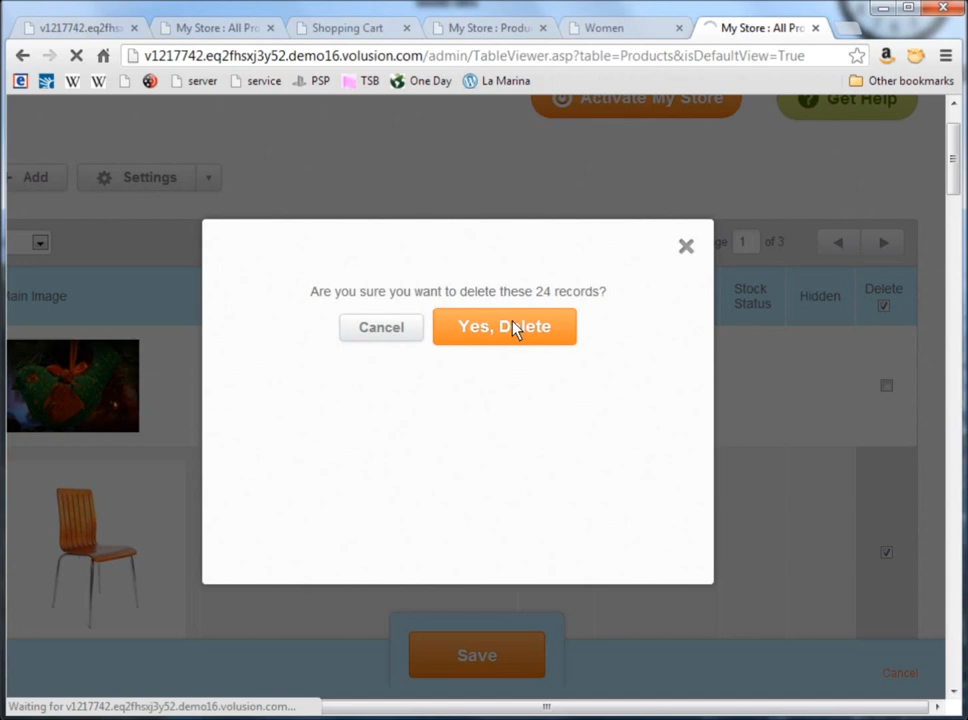 v1217742.eq2fhs
My Store : All Pro
Shopping Cart
My Store : Produ
Women
My Store : All Pro
v1217742.eq2fhsxj3y52.demo16.volusion.com/admin/TableViewer.asp?table=Products&isDefaultView=True
server
service
PSP
TSB
One Day
La Marina
Other bookmarks
Activate My Store
Get Help
Add
Settings
ge 1 of 3
Main Image
Stock
Status
Hidden
Delete
Are you sure you want to delete these 24 records?
Cancel
Yes, Delete
Save
Cancel
Waiting for v1217742.eq2fhsxj3y52.demo16.volusion.com...